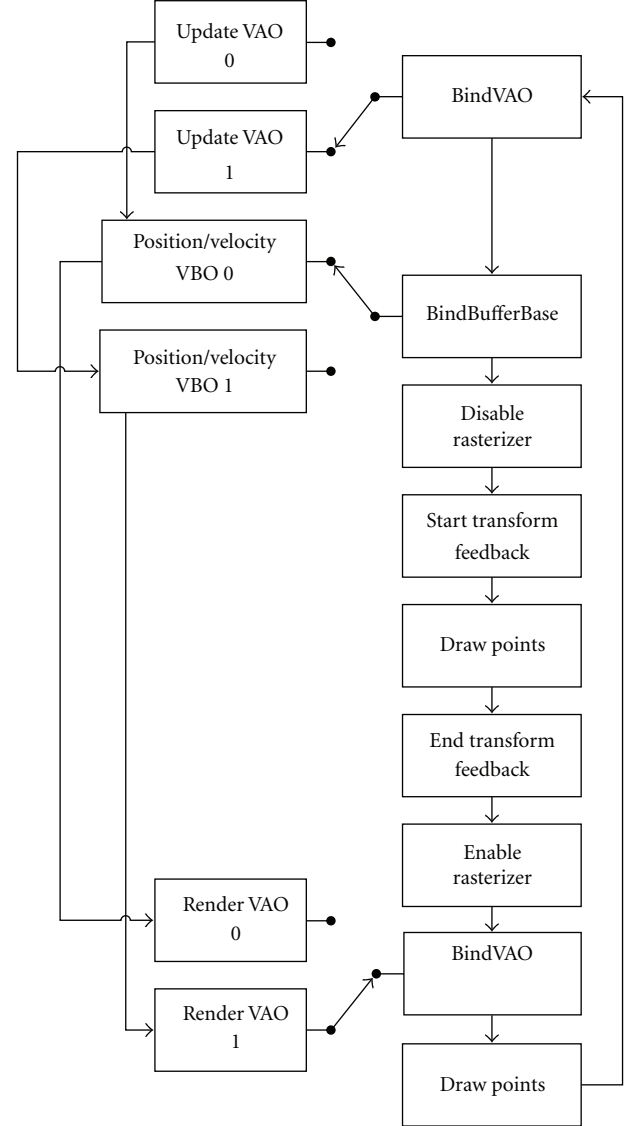 Update VAO
0
Update VAO
1
Position/velocity
VBO 0
Position/velocity
VBO 1
Render VAO
0
Render VAO
1
BindVAO
BindBufferBase
Disable
rasterizer
Start transform
feedback
Draw points
End transform
feedback
Enable
rasterizer
BindVAO
Draw points